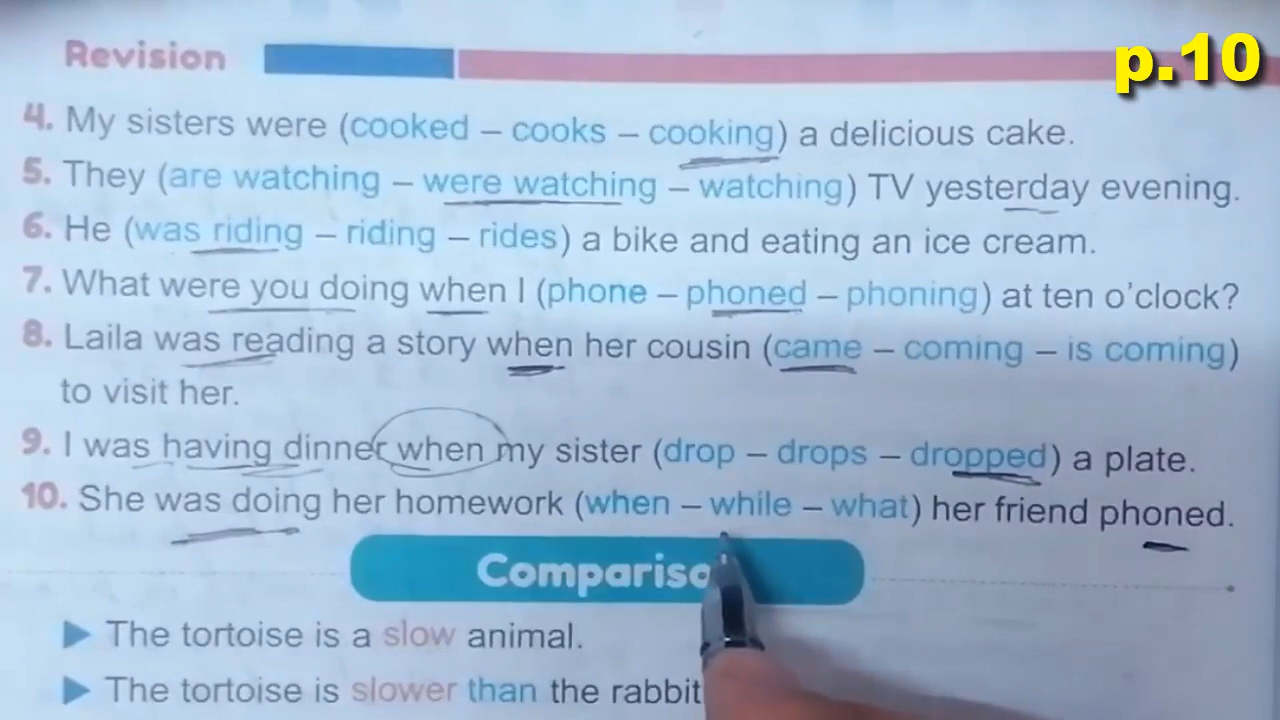 Revision
p.10
4. My sisters were (cooked – cooks – cooking) a delicious cake.
5. They (are watching – were watching – watching) TV yesterday evening.
6. He (was riding – riding – rides) a bike and eating an ice cream.
7. What were you doing when I (phone – phoned – phoning) at ten o'clock?
8. Laila was reading a story when her cousin (came – coming – is coming)
to visit her.
9. I was having dinner when my sister (drop – drops – dropped) a plate.
10. She was doing her homework (when – while – what) her friend phoned.
Compariso
▶ The tortoise is a slow animal.
▶ The tortoise is slower than the rabbit